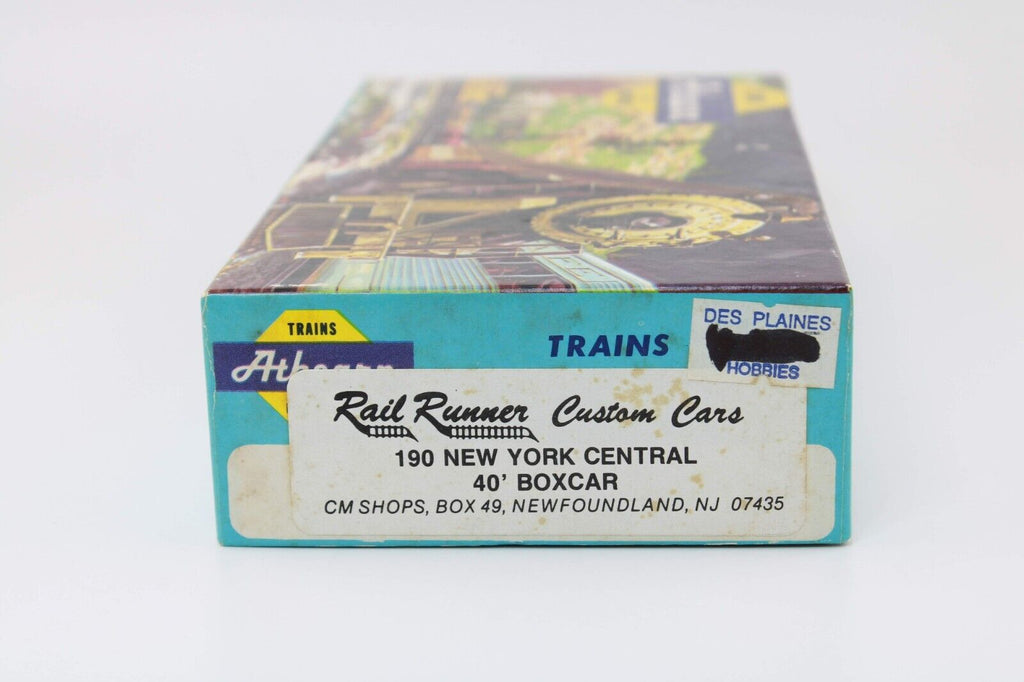 TRAINS
Athearn
TRAINS
DES PLAINES
HOBBIES
Rail Runner Custom Cars
190 NEW YORK CENTRAL
40' BOXCAR
CM SHOPS, BOX 49, NEWFOUNDLAND, NJ 07435